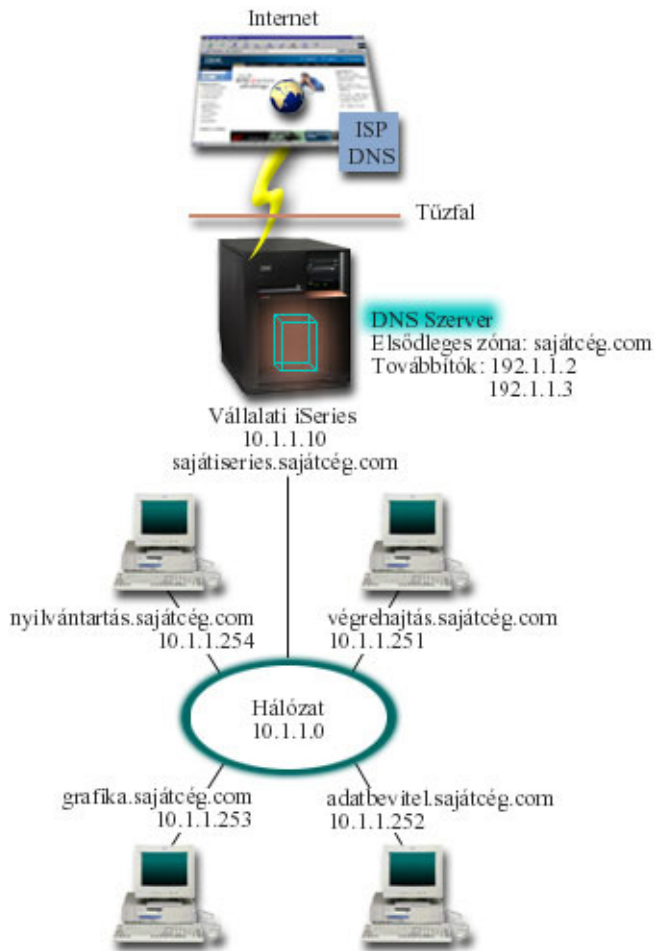 Internet
ISP
DNS
Tűzfal
DNS Szerver
Elsődleges zóna: sajátcég.com
Továbbítók: 192.1.1.2
192.1.1.3
Vállalati iSeries
10.1.1.10
sajátiseries.sajátcég.com
nyilvántartás.sajátcég.com
10.1.1.254
végrehajtás.sajátcég.com
10.1.1.251
Hálózat
10.1.1.0
grafika.sajátcég.com
10.1.1.253
adatbevitel.sajátcég.com
10.1.1.252